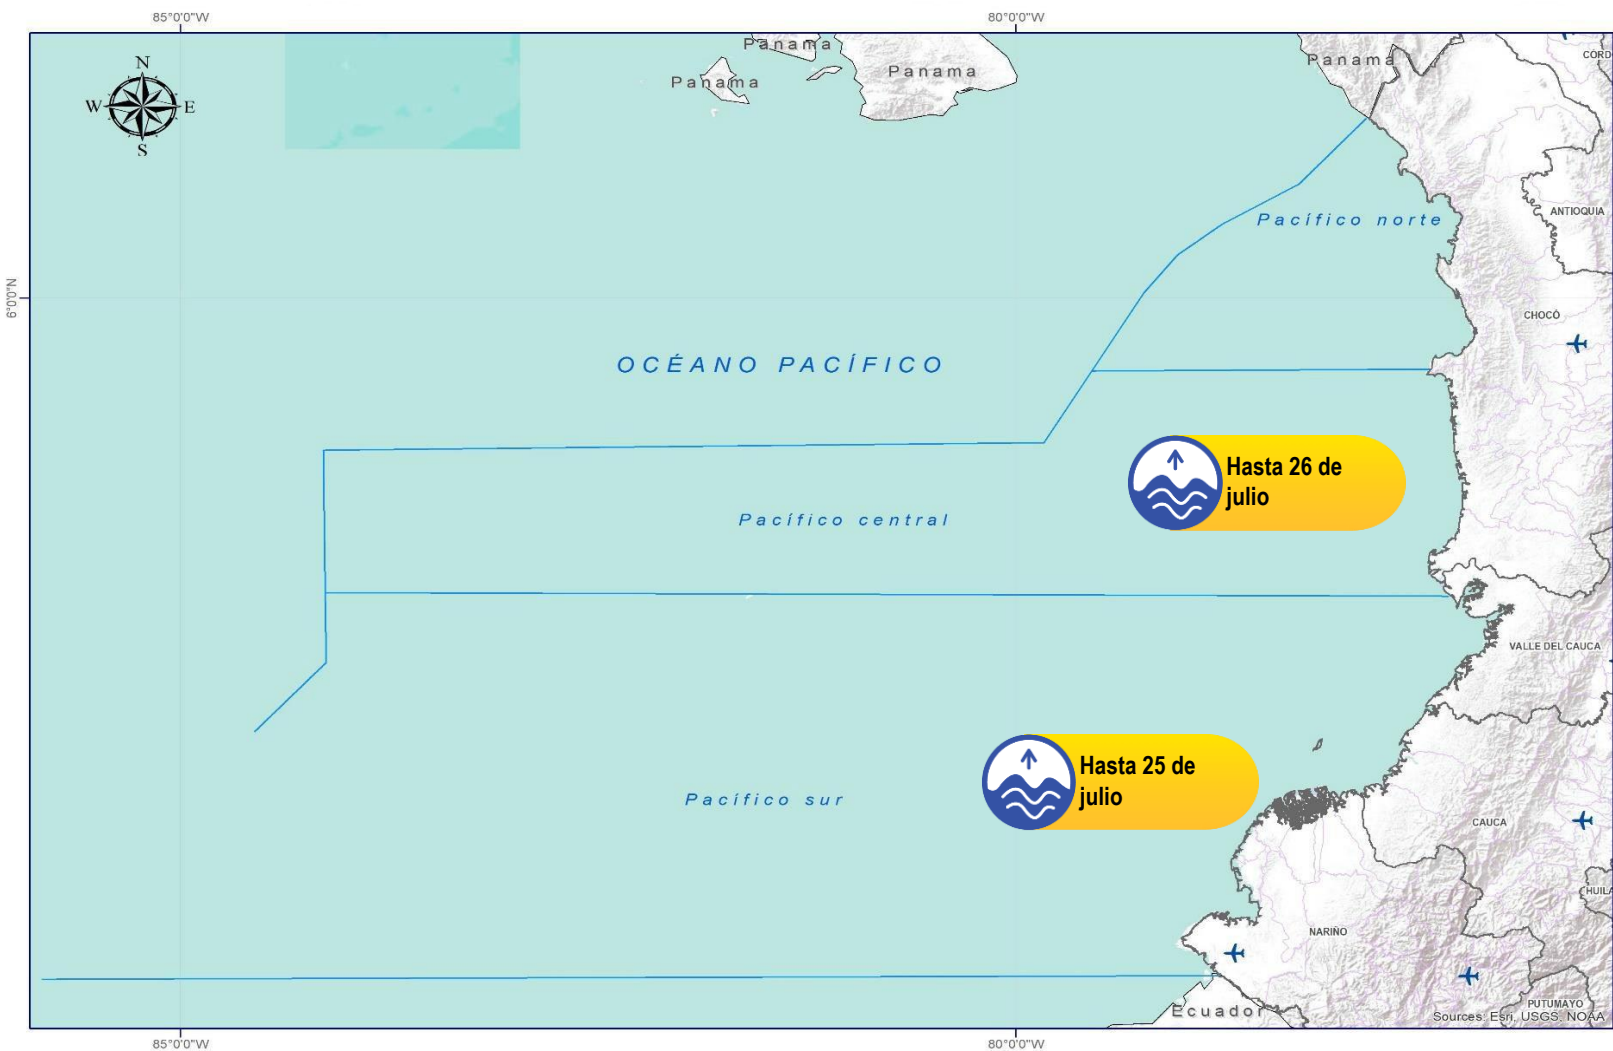 85°0'0"W
80°0'0"W
N
W
E
S
Panama
Panama
Panama
Panama
ANTIOQUIA
Pacífico norte
6°0'0"N
CHOCÓ
OCÉANO PACÍFICO
Hasta 26 de
julio
Pacífico central
VALLE DEL CAUCA
Hasta 25 de
julio
Pacífico sur
CAUCA
HUILA
NARIÑO
PUTUMAYO
Ecuador
Sources: Esri, USGS, NOAA
85°0'0"W
80°0'0"W